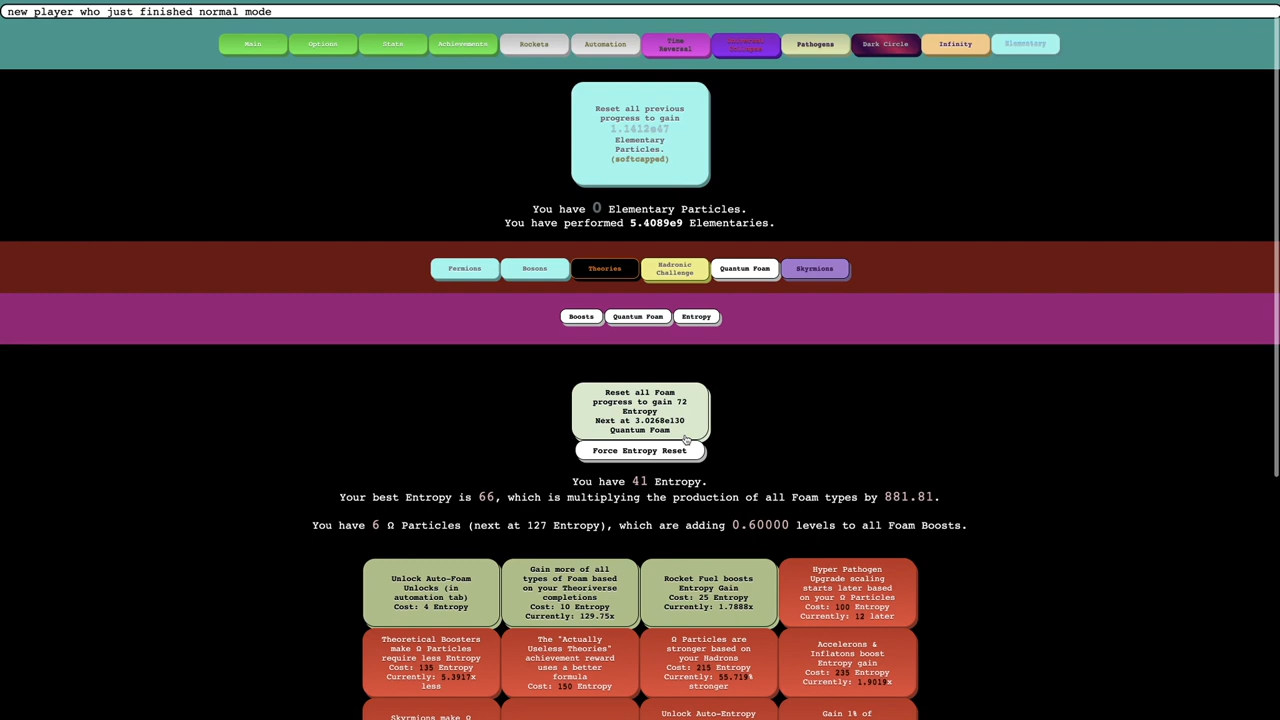 new player who just finished normal mode
Main
Options
Stats
Achievements
Rockets
Automation
Time
Reversal
Universal
Collapse
Pathogens
Dark Circle
Infinity
Elementary
Reset all previous
progress to gain
1.1412e47
Elementary
Particles.
(softcapped)
You have 0 Elementary Particles.
You have performed 5.4089e9 Elementaries.
Fermions
Bosons
Theories
Hadronic
Challenge
Quantum Foam
Skyrmions
Boosts
Quantum Foam
Entropy
Reset all Foam
progress to gain 72
Entropy
Next at 3.0268e130
Quantum Foam
Force Entropy Reset
You have 41 Entropy.
Your best Entropy is 66, which is multiplying the production of all Foam types by 881.81.
You have 6 Ω Particles (next at 127 Entropy), which are adding 0.60000 levels to all Foam Boosts.
Unlock Auto-Foam
Unlocks (in
automation tab)
Cost: 4 Entropy
Gain more of all
types of Foam based
on your Theoriverse
completions
Cost: 10 Entropy
Currently: 129.75x
Rocket Fuel boosts
Entropy Gain
Cost: 25 Entropy
Currently: 1.7888x
Hyper Pathogen
Upgrade scaling
starts later based
on your Ω Particles
Cost: 100 Entropy
Currently: 12 later
Theoretical Boosters
make Ω Particles
require less Entropy
Cost: 135 Entropy
Currently: 5.3917x
less
The "Actually
Useless Theories"
achievement reward
uses a better
formula
Cost: 150 Entropy
Ω Particles are
stronger based on
your Hadrons
Cost: 215 Entropy
Currently: 55.719%
stronger
Accelerons &
Inflatons boost
Entropy gain
Cost: 235 Entropy
Currently: 1.9019x
Skyrmions make Ω
Unlock Auto-Entropy
Gain 1% of